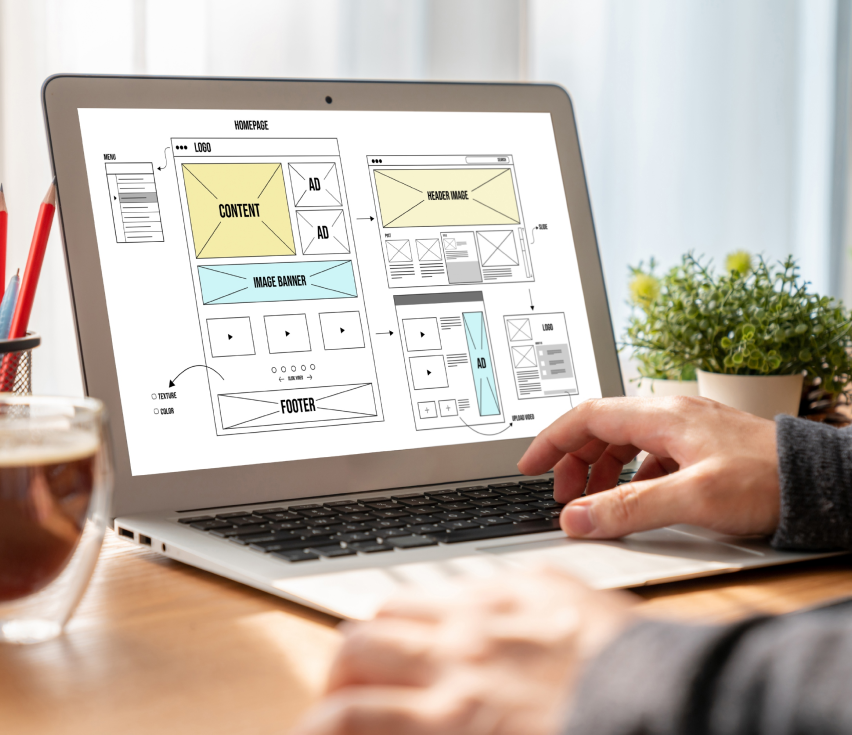 HOMEPAGE
MENU
LOGO
CONTENT
AD
AD
IMAGE BANNER
SLIDE VIDEO
TEXTURE
COLOR
FOOTER
SEARCH
HEADER IMAGE
POST
SLIDE
AD
LOGO
UPLOAD VIDEO